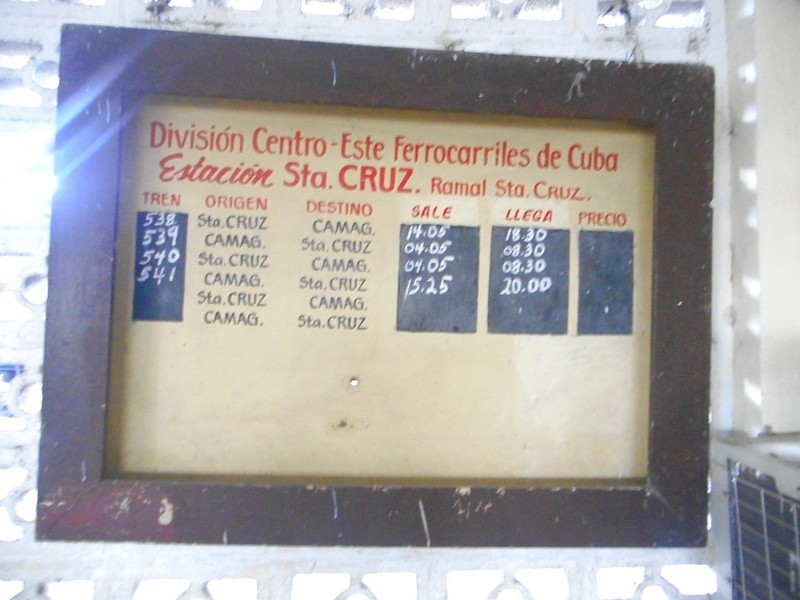 División Centro-Este Ferrocarriles de Cuba
Estación Sta. CRUZ. Ramal Sta. CRUZ.
TREN ORIGEN DESTINO SALE LLEGA PRECIO
538 Sta.CRUZ CAMAG. 14.05 18.30
539 CAMAG. Sta.CRUZ 04.05 08.30
540 Sta.CRUZ CAMAG. 04.05 08.30
541 CAMAG. Sta.CRUZ 15.25 20.00
Sta.CRUZ CAMAG.
CAMAG. Sta.CRUZ